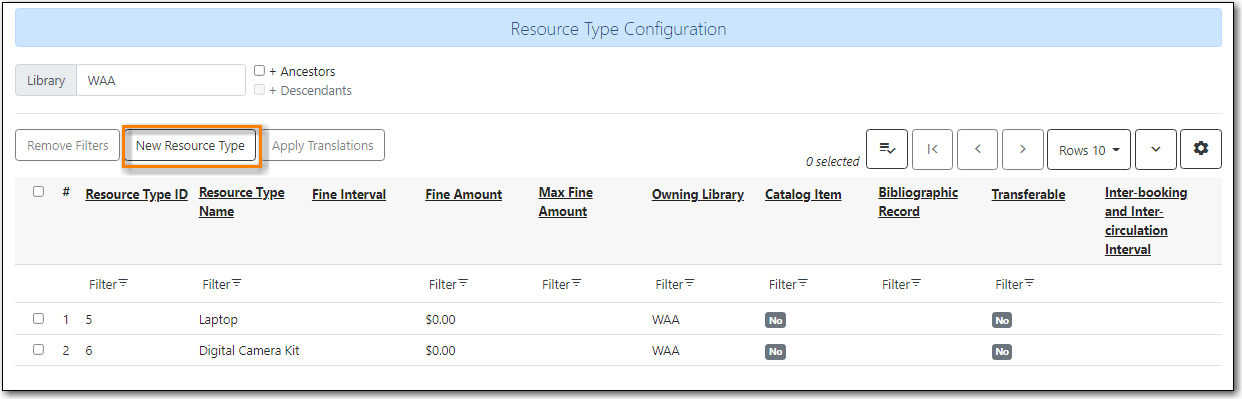 Resource Type Configuration
Library WAA + Ancestors
+ Descendants
Remove Filters New Resource Type Apply Translations
0 selected Rows 10
# Resource Type ID Resource Type Name Fine Interval Fine Amount Max Fine Amount Owning Library Catalog Item Bibliographic Record Transferable Inter-booking and Inter-circulation Interval
Filter Filter Filter Filter Filter Filter Filter Filter
1 5 Laptop $0.00 WAA No No
2 6 Digital Camera Kit $0.00 WAA No No